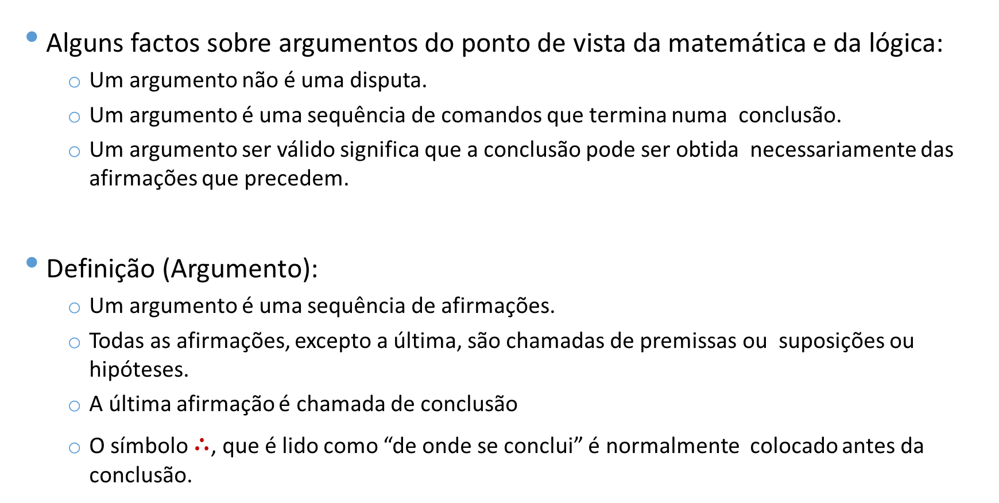 • Alguns factos sobre argumentos do ponto de vista da matemática e da lógica:
o Um argumento não é uma disputa.
o Um argumento é uma sequência de comandos que termina numa conclusão.
o Um argumento ser válido significa que a conclusão pode ser obtida necessariamente das
afirmações que precedem.
• Definição (Argumento):
o Um argumento é uma sequência de afirmações.
o Todas as afirmações, excepto a última, são chamadas de premissas ou suposições ou
hipóteses.
o A última afirmação é chamada de conclusão
o O símbolo ∴, que é lido como “de onde se conclui” é normalmente colocado antes da
conclusão.